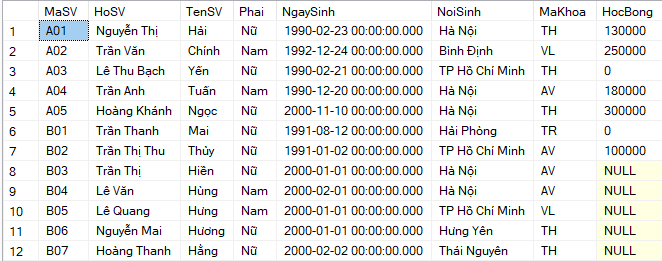 MaSV HoSV TenSV Phai NgaySinh NoiSinh MaKhoa HocBong
1 A01 Nguyễn Thị Hải Nữ 1990-02-23 00:00:00.000 Hà Nội TH 130000
2 A02 Trần Văn Chính Nam 1992-12-24 00:00:00.000 Bình Định VL 250000
3 A03 Lê Thu Bạch Yến Nữ 1990-02-21 00:00:00.000 TP Hồ Chí Minh TH 0
4 A04 Trần Anh Tuấn Nam 1990-12-20 00:00:00.000 Hà Nội AV 180000
5 A05 Hoàng Khánh Ngọc Nữ 2000-11-10 00:00:00.000 Hà Nội TH 300000
6 B01 Trần Thanh Mai Nữ 1991-08-12 00:00:00.000 Hải Phòng TR 0
7 B02 Trần Thị Thu Thủy Nữ 1991-01-02 00:00:00.000 TP Hồ Chí Minh AV 100000
8 B03 Trần Thị Hiền Nữ 2000-01-01 00:00:00.000 Hà Nội AV NULL
9 B04 Lê Văn Hùng Nam 2000-02-01 00:00:00.000 Hà Nội AV NULL
10 B05 Lê Quang Hưng Nam 2000-01-01 00:00:00.000 TP Hồ Chí Minh VL NULL
11 B06 Nguyễn Mai Hương Nữ 2000-01-01 00:00:00.000 Hưng Yên TH NULL
12 B07 Hoàng Thanh Hằng Nữ 2000-02-02 00:00:00.000 Thái Nguyên TH NULL